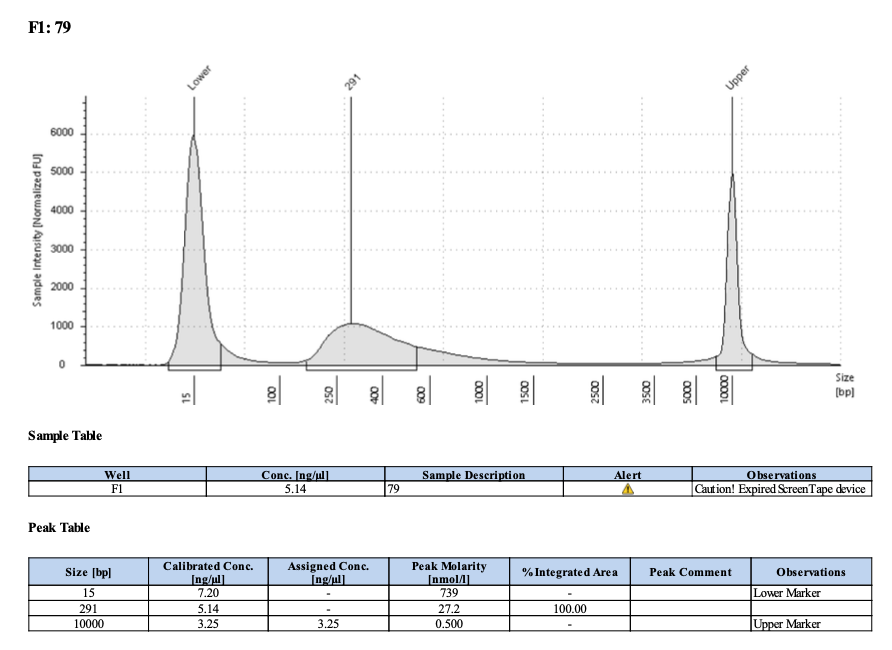 F1: 79
Lower
291
Upper
Sample Intensity [Normalized FU]
6000
5000
4000
3000
2000
1000
0
15
100
250
400
600
1000
1500
2500
3500
5000
10000
Size
[bp]
Sample Table
Well Conc. [ng/µl] Sample Description Alert Observations
F1 5.14 79 Caution! Expired ScreenTape device
Peak Table
Size [bp] Calibrated Conc. [ng/µl] Assigned Conc. [ng/µl] Peak Molarity [nmol/l] % Integrated Area Peak Comment Observations
15 7.20 - 739 - Lower Marker
291 5.14 - 27.2 100.00
10000 3.25 3.25 0.500 - Upper Marker